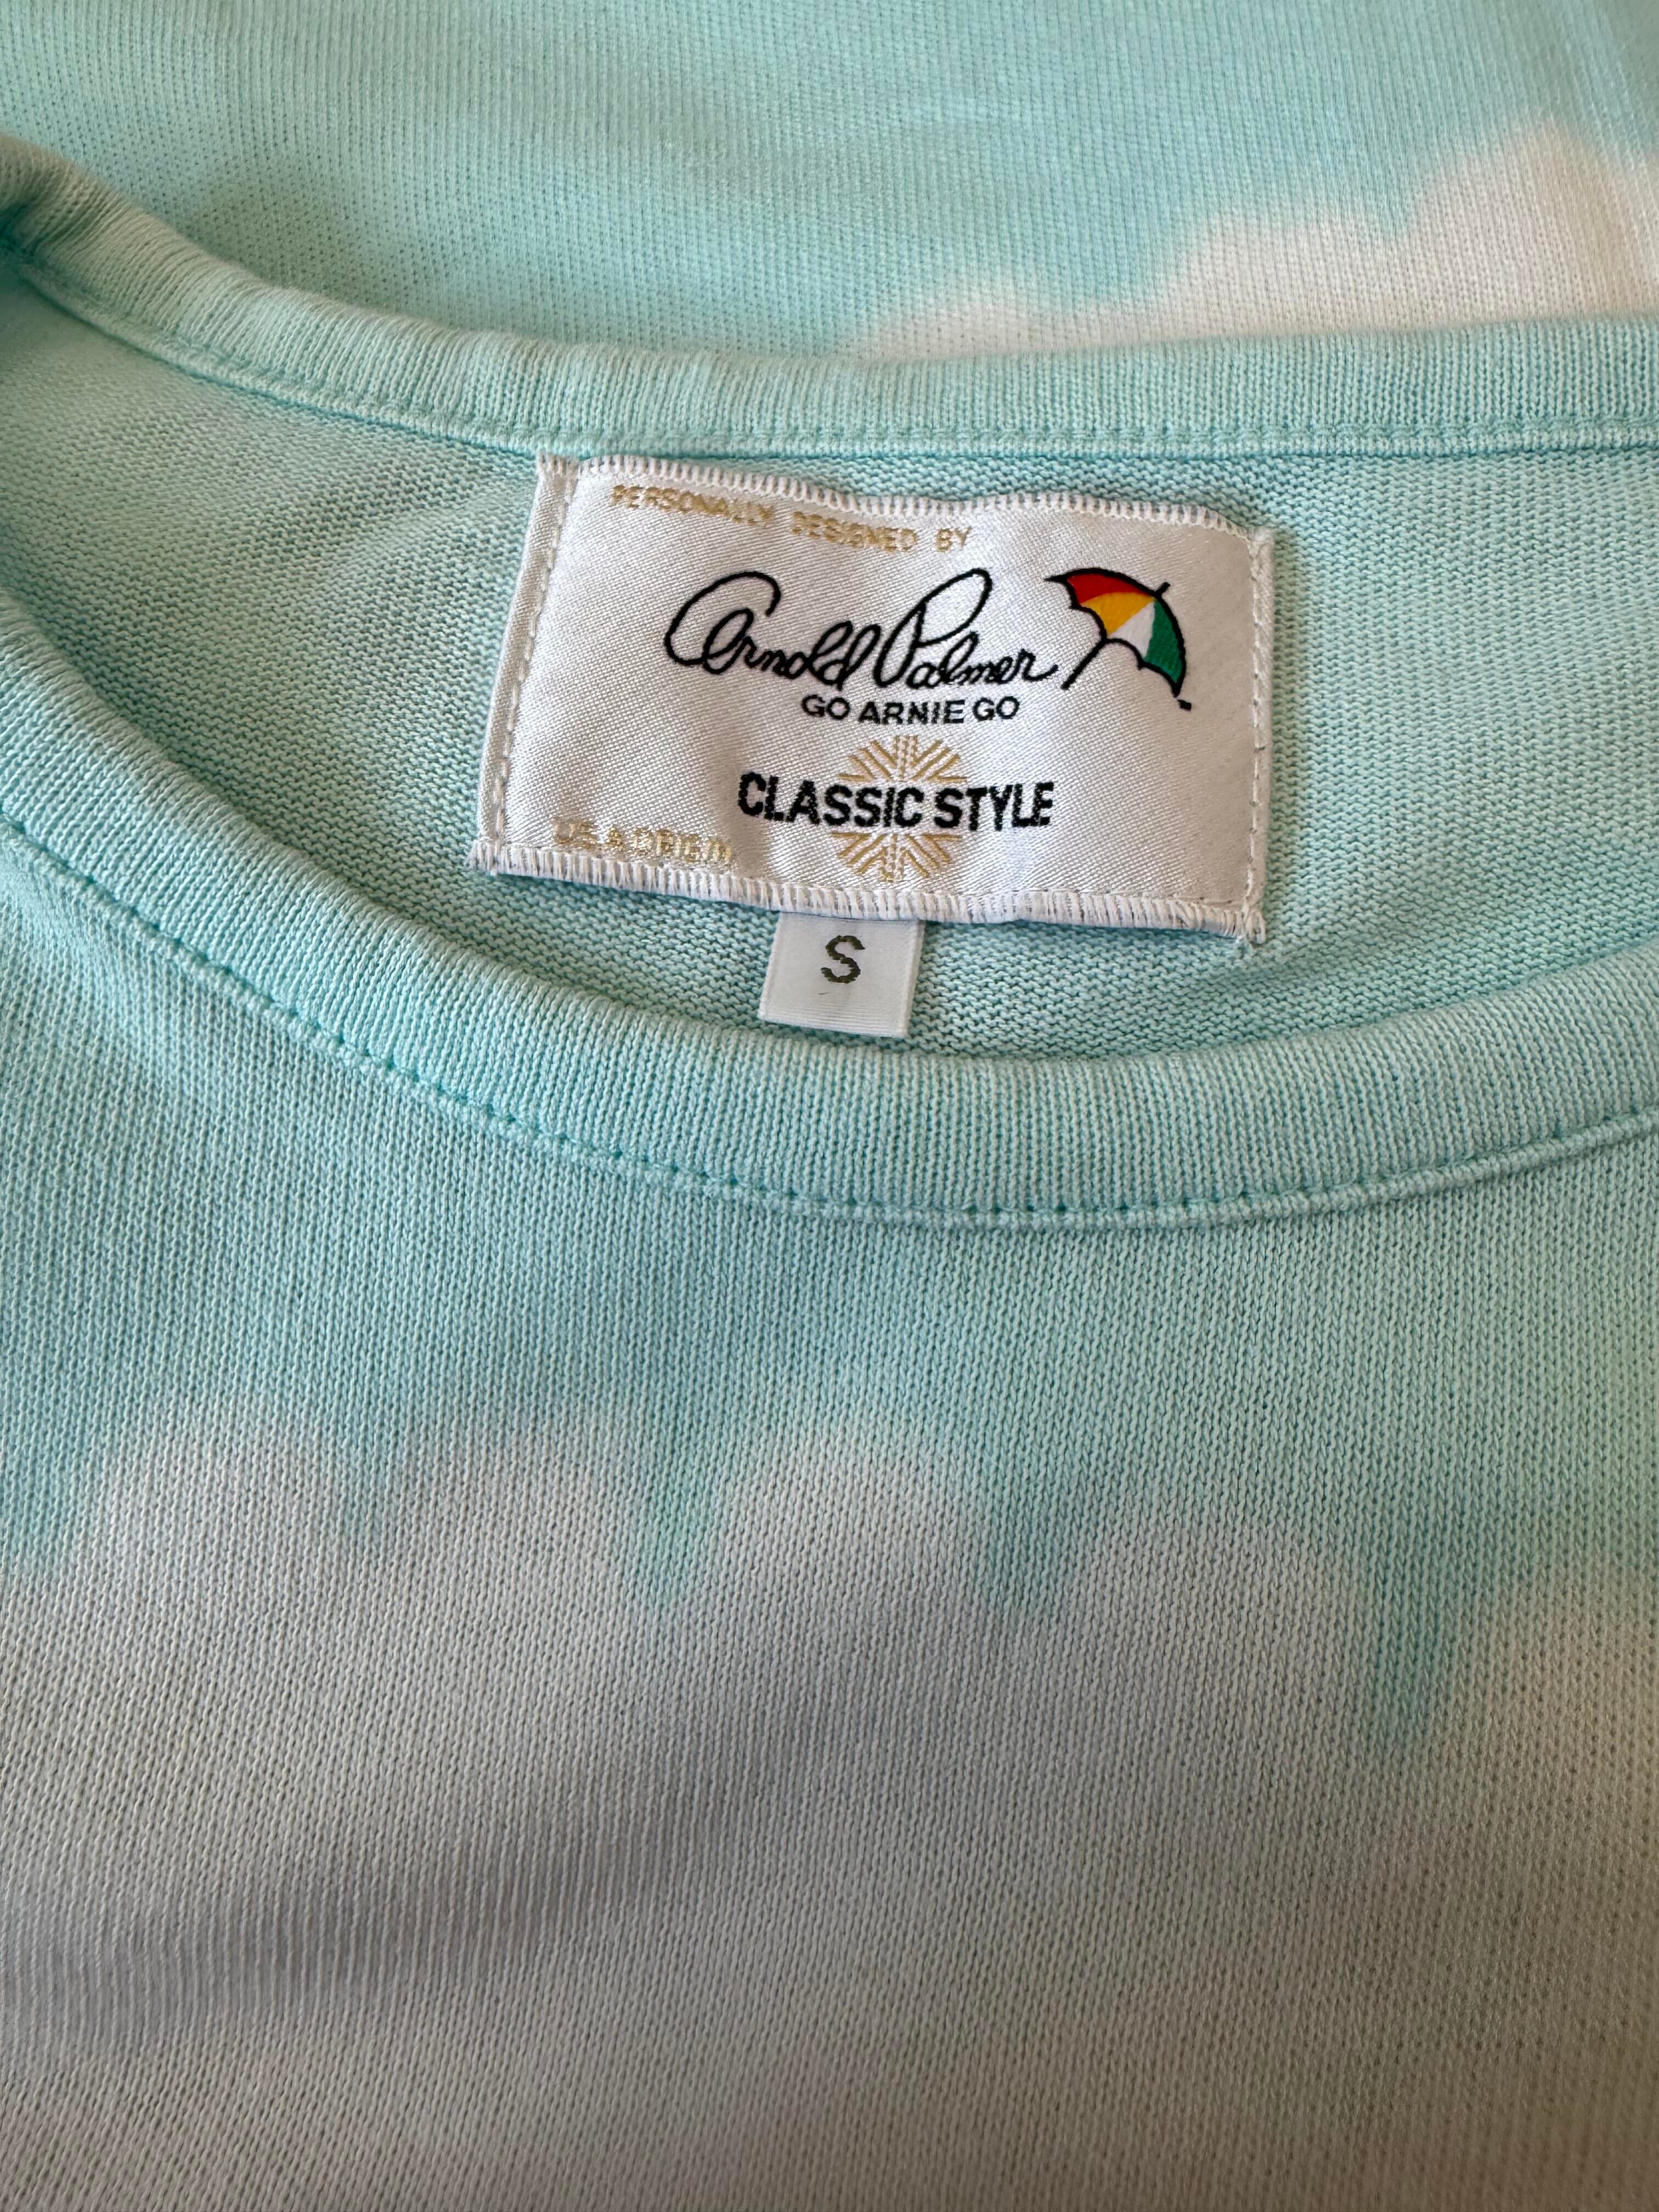 PERSONALLY DESIGNED BY
Arnold Palmer
GO ARNIE GO
CLASSIC STYLE
S